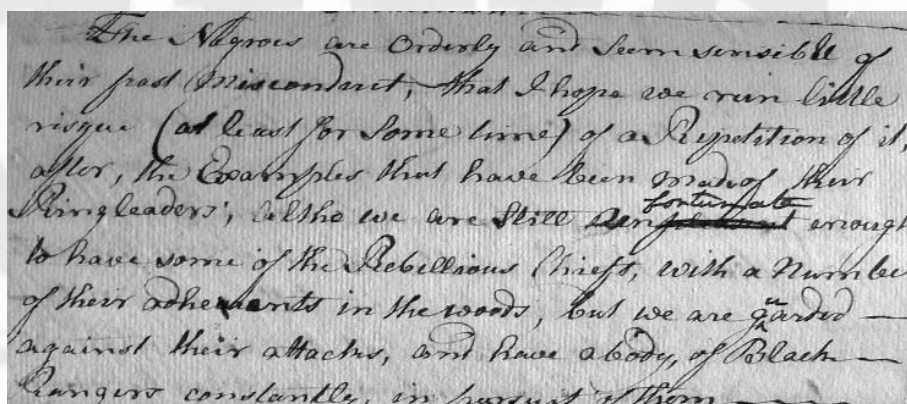 The Negroes are Orderly and Seem sensible of
their past Misconduct, that I hope we run little
risque (at least for Some time) of a Repetition of it,
after, the Examples that have been made of their
Ringleaders; altho we are Still unfortunate enough
to have some of the Rebellious Chiefs, with a Numbe
of their adherents in the woods, but we are guarded —
against their attacks, and have a body, of Black —
Rangers constantly, in pursuit of them —